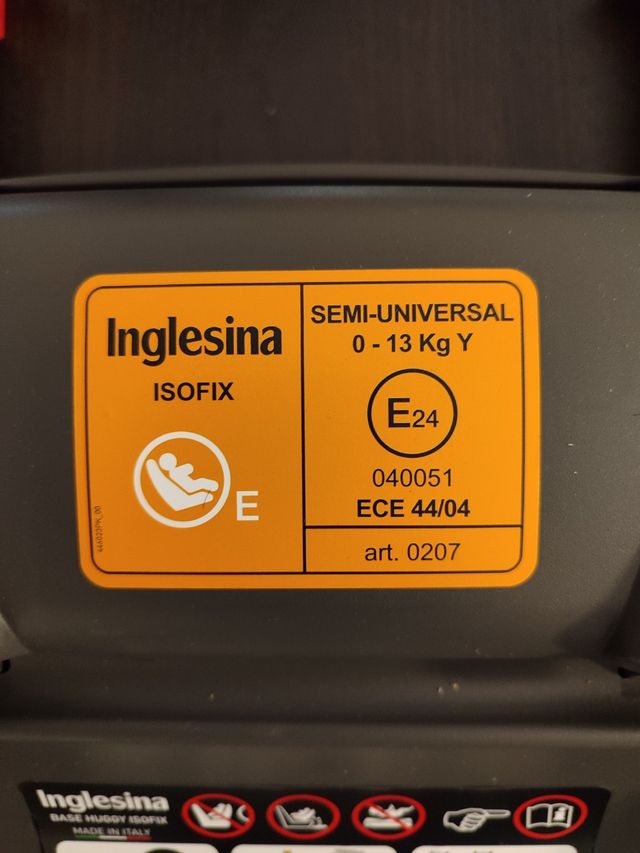 Inglesina
ISOFIX
E
446023PK_00
SEMI-UNIVERSAL
0 - 13 Kg Y
E24
040051
ECE 44/04
art. 0207
Inglesina
BASE HUGGY ISOFIX
MADE IN ITALY